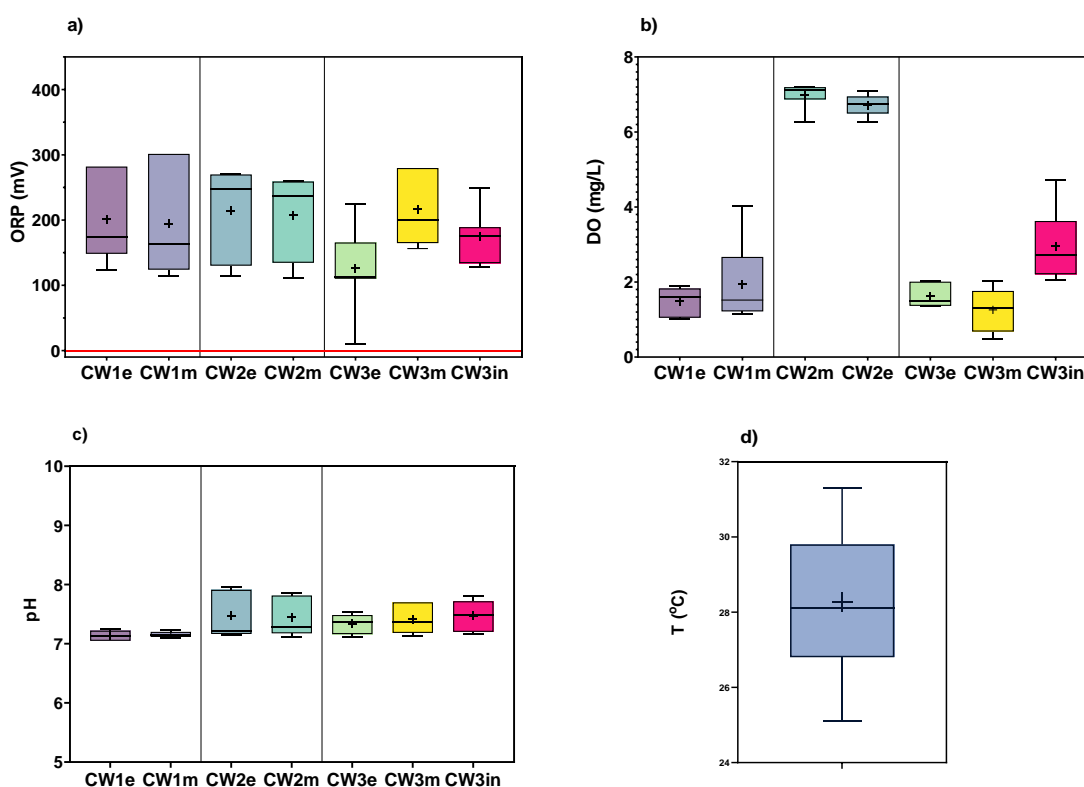 a)
ORP (mV)
400
300
200
100
0
CW1e CW1m CW2e CW2m CW3e CW3m CW3in
b)
DO (mg/L)
8
6
4
2
0
CW1e CW1m CW2m CW2e CW3e CW3m CW3in
c)
pH
10
9
8
7
6
5
CW1e CW1m CW2e CW2m CW3e CW3m CW3in
d)
T (°C)
32
30
28
26
24